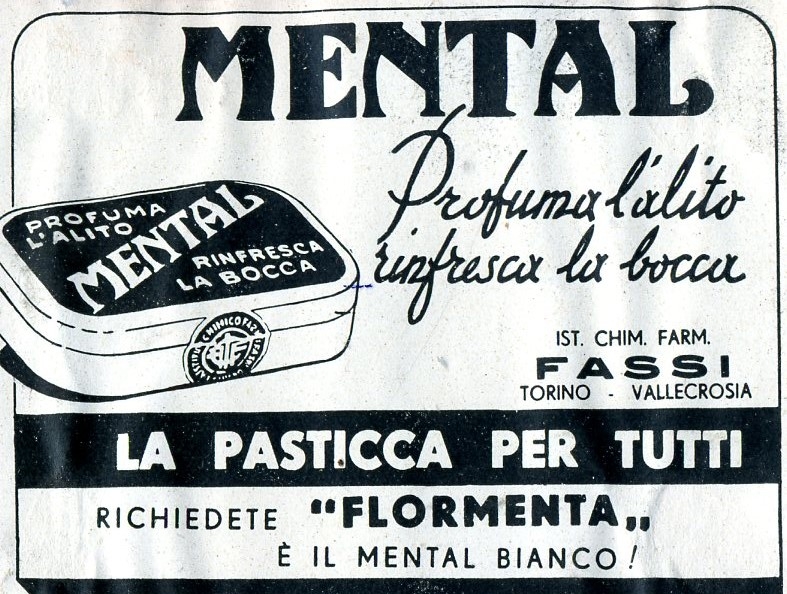 MENTAL
Profuma l'alito
rinfresca la bocca
PROFUMA
L'ALITO
MENTAL
RINFRESCA
LA BOCCA
CHIMICO
IST. CHIM. FARM.
FASSI
TORINO - VALLECROSIA
LA PASTICCA PER TUTTI
RICHIEDETE "FLORMENTA„
È IL MENTAL BIANCO!